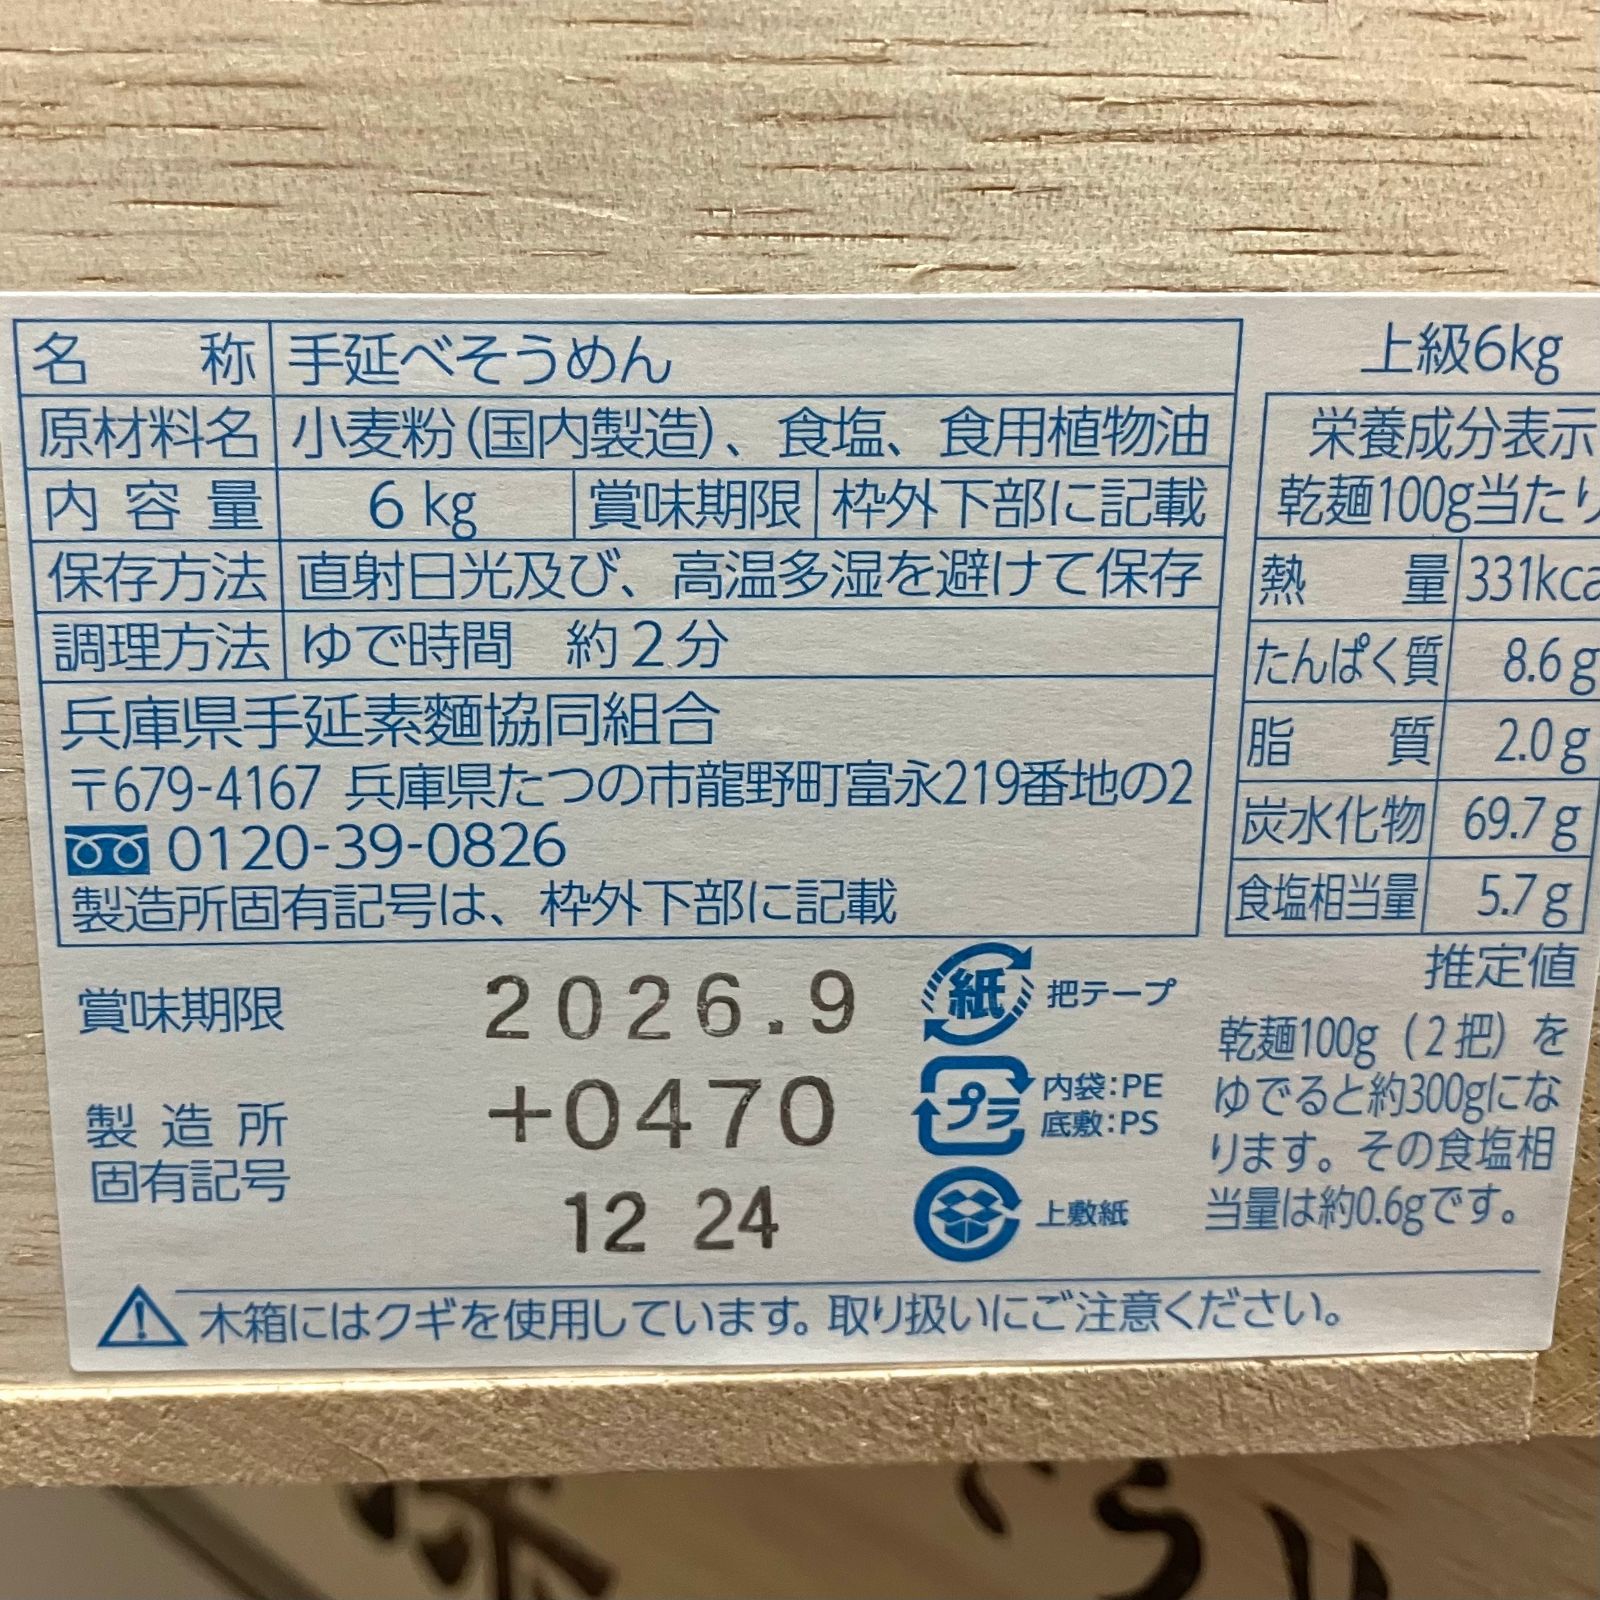 名称 手延べそうめん
原材料名 小麦粉（国内製造）、食塩、食用植物油
内容量 6kg 賞味期限 枠外下部に記載
保存方法 直射日光及び、高温多湿を避けて保存
調理方法 ゆで時間 約2分
兵庫県手延素麵協同組合
〒679-4167 兵庫県たつの市龍野町富永219番地の2
0120-39-0826
製造所固有記号は、枠外下部に記載
上級6kg
栄養成分表示
乾麺100g当たり
熱量 331kca
たんぱく質 8.6g
脂質 2.0g
炭水化物 69.7g
食塩相当量 5.7g
推定値
乾麺100g（2把）を
ゆでると約300gにな
ります。その食塩相
当量は約0.6gです。
賞味期限 2026.9
製造所
固有記号
+0470
12 24
紙 把テープ
プラ 内袋：PE
底敷：PS
上敷紙
木箱にはクギを使用しています。取り扱いにご注意ください。